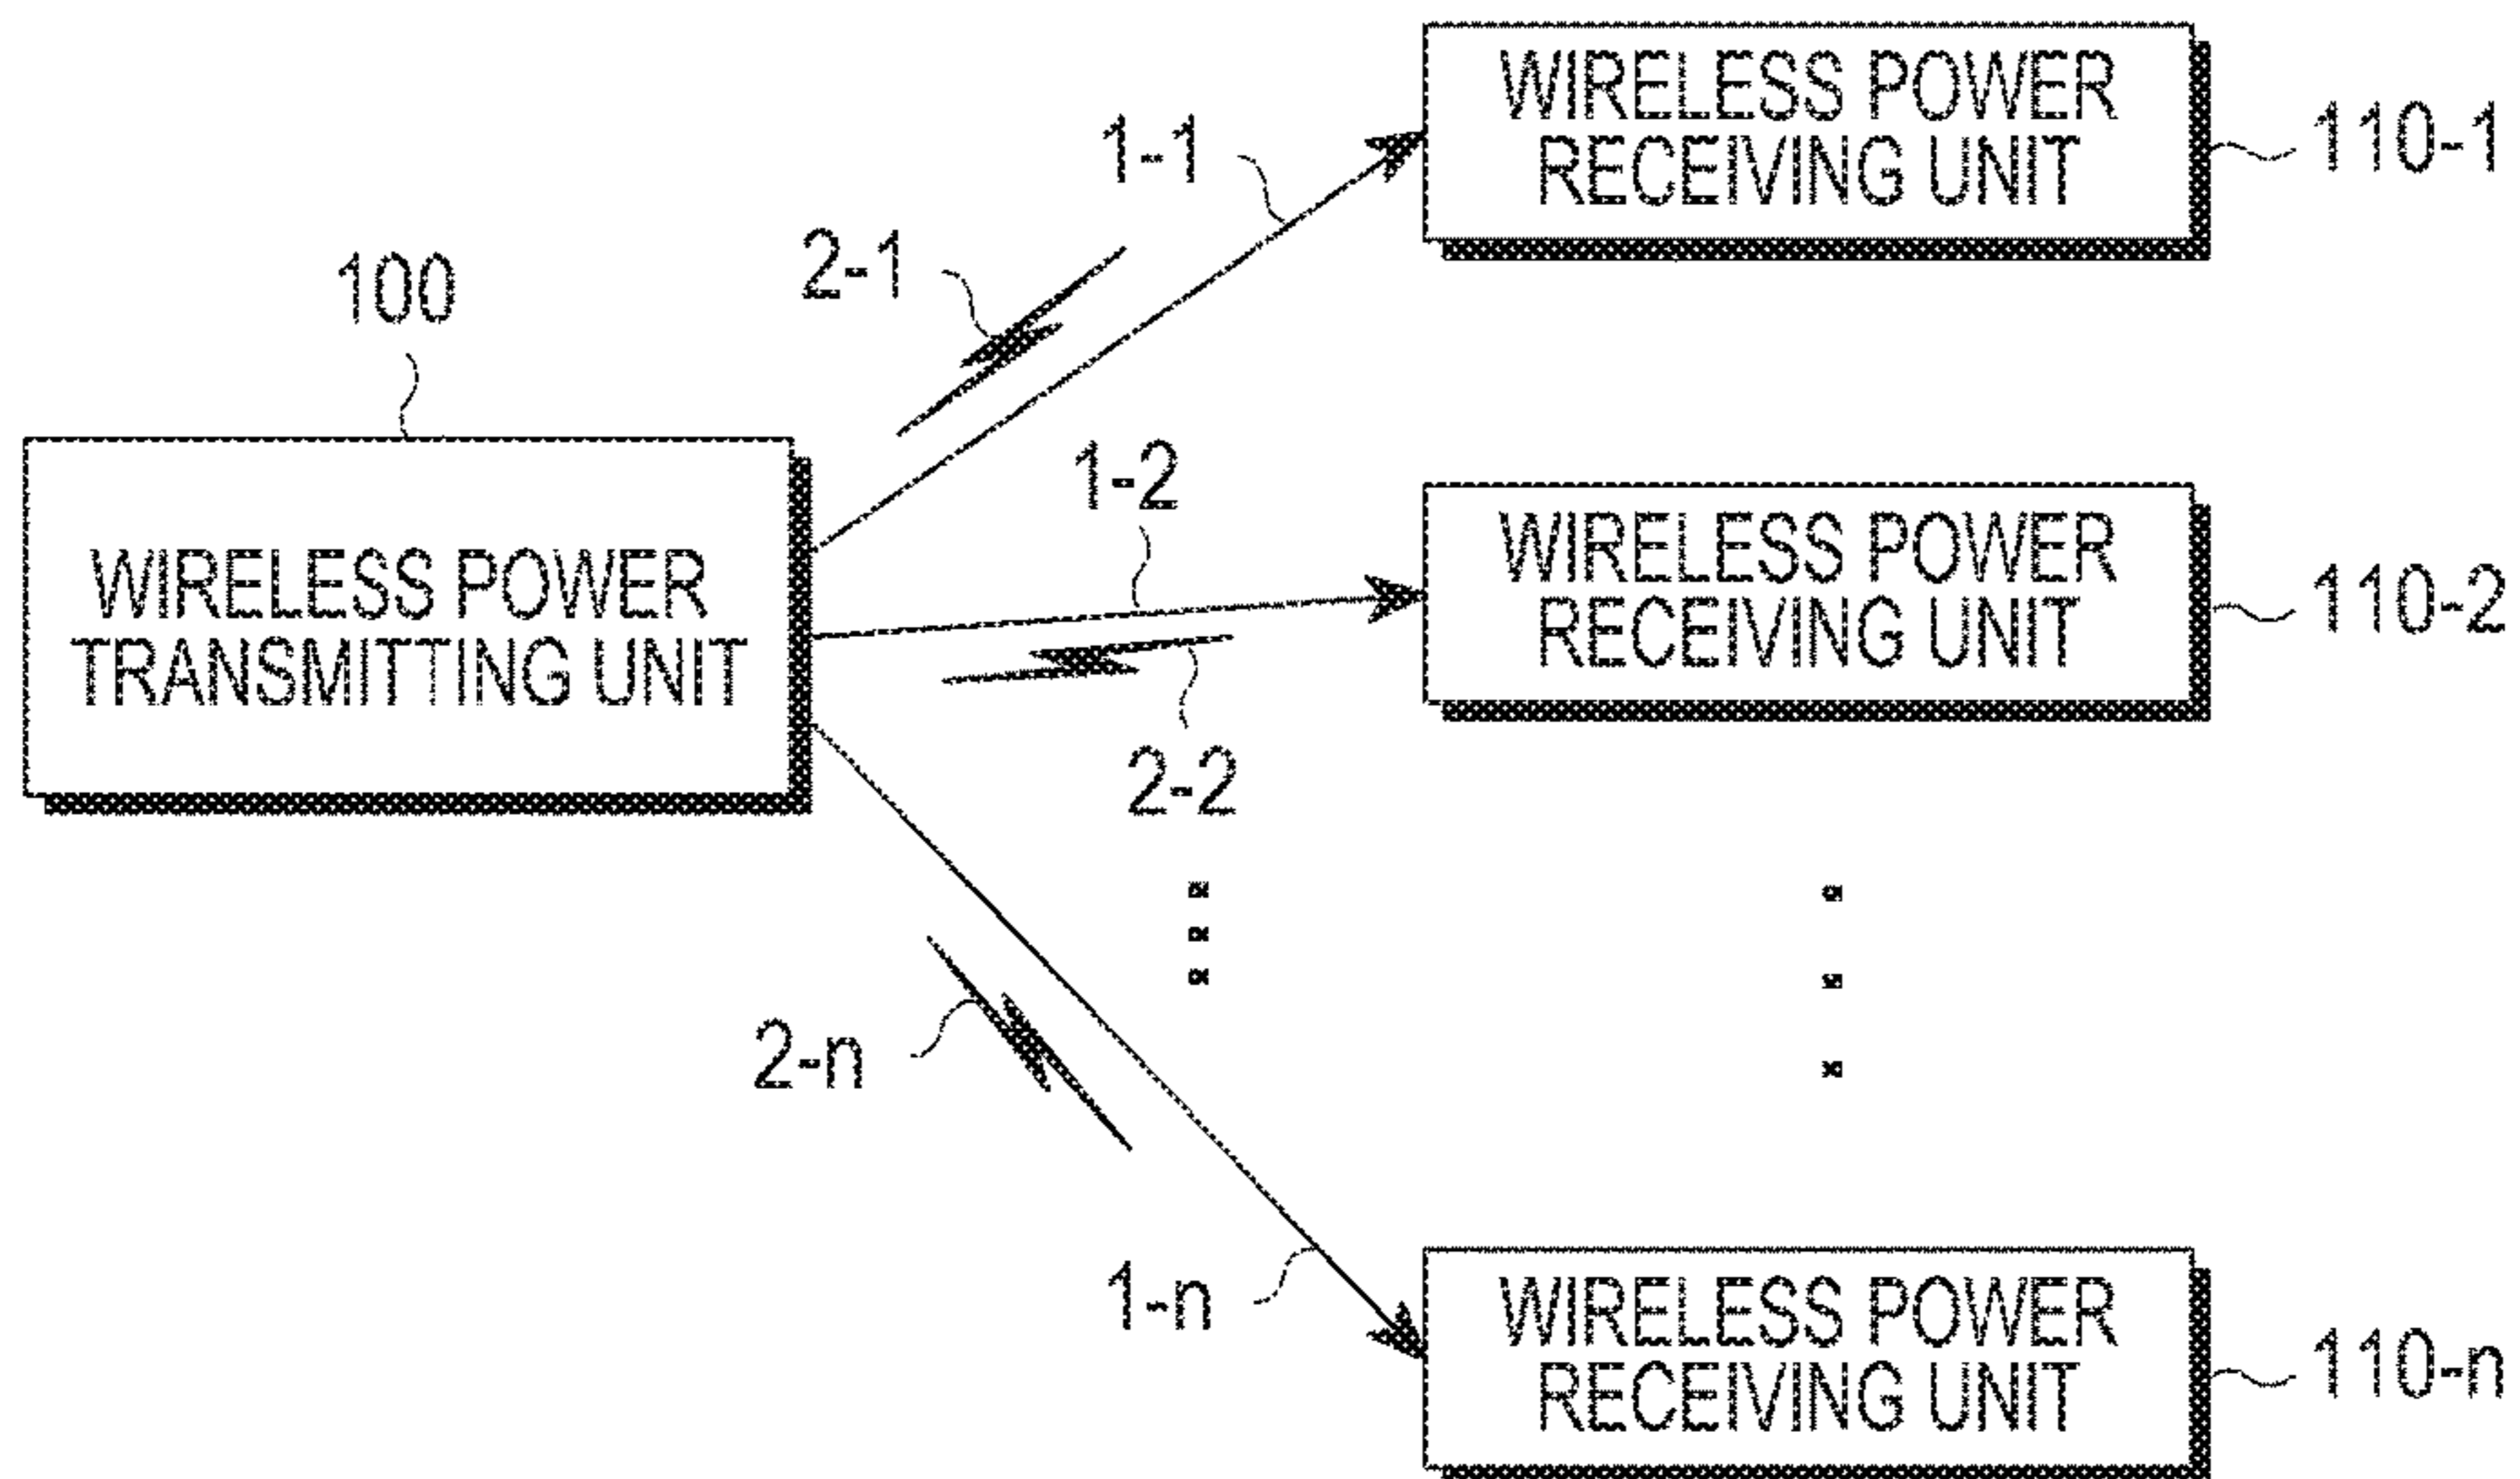 WIRELESS POWER
RECEIVING UNIT
110-1
1-1
2-1
100
WIRELESS POWER
TRANSMITTING UNIT
1-2
WIRELESS POWER
RECEIVING UNIT
110-2
2-2
2-n
1-n
WIRELESS POWER
RECEIVING UNIT
110-n